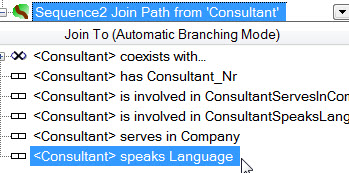 Sequence2 Join Path from 'Consultant'
Join To (Automatic Branching Mode)
<Consultant> coexists with...
<Consultant> has Consultant_Nr
<Consultant> is involved in ConsultantServesInCom
<Consultant> is involved in ConsultantSpeaksLang
<Consultant> serves in Company
<Consultant> speaks Language